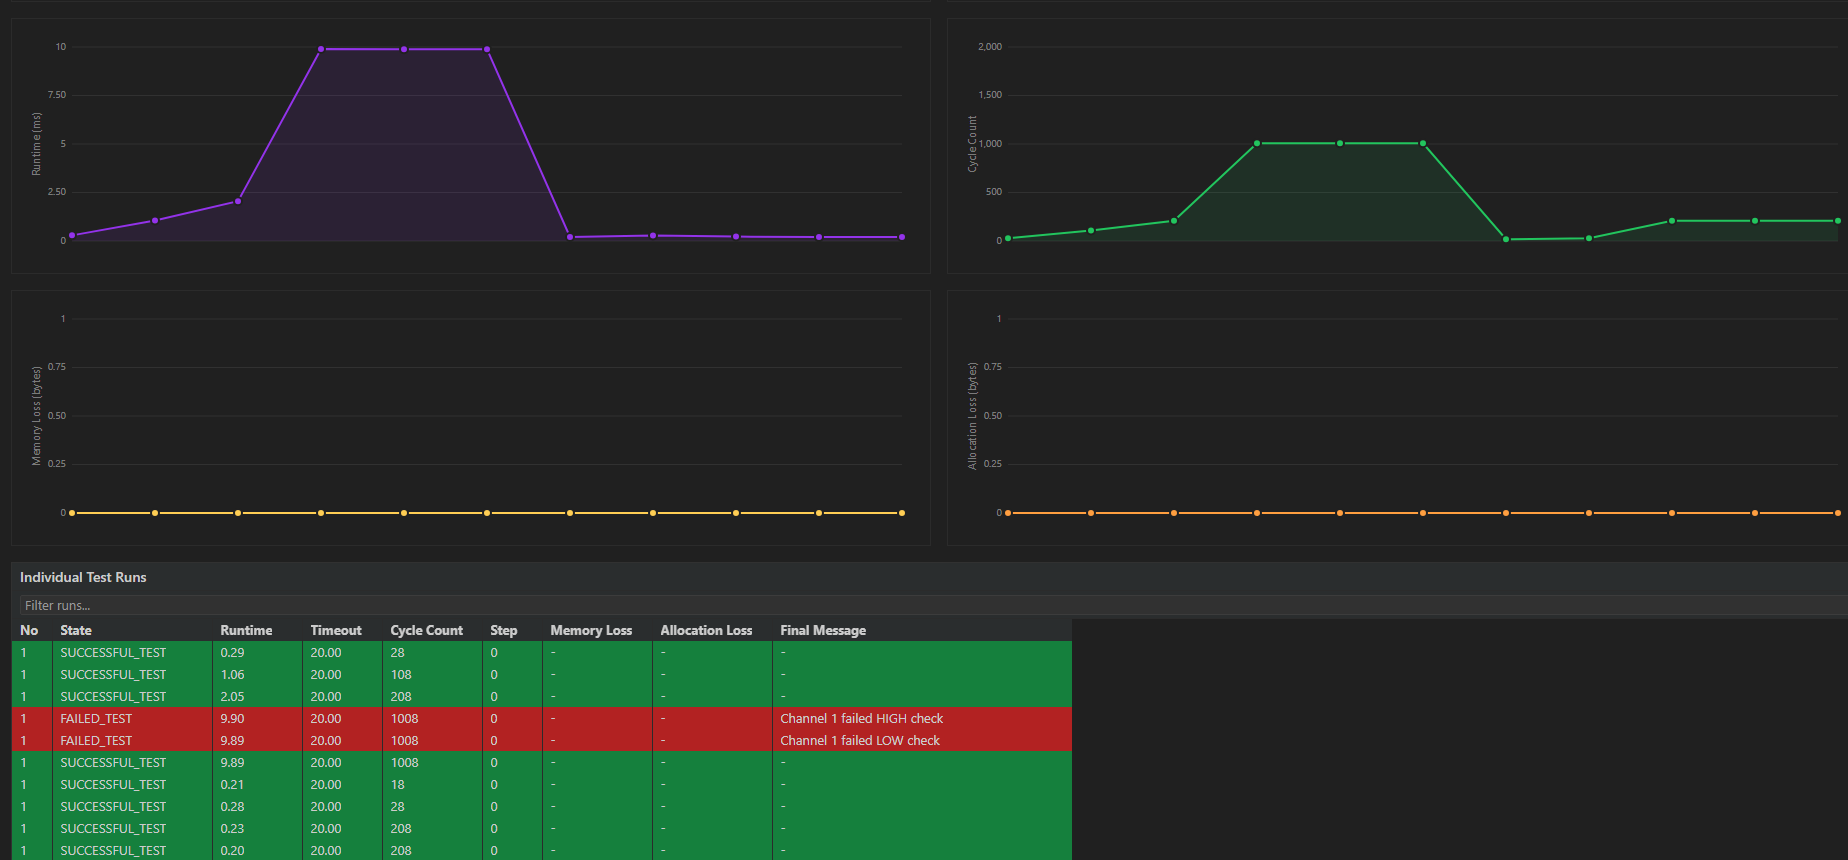 10
7.50
5
2.50
0
Runtime (ms)
2,000
1,500
1,000
500
0
Cycle Count
1
0.75
0.50
0.25
0
Memory Loss (bytes)
1
0.75
0.50
0.25
0
Allocation Loss (bytes)
Individual Test Runs
Filter runs...
No State Runtime Timeout Cycle Count Step Memory Loss Allocation Loss Final Message
1 SUCCESSFUL_TEST 0.29 20.00 28 0 - - -
1 SUCCESSFUL_TEST 1.06 20.00 108 0 - - -
1 SUCCESSFUL_TEST 2.05 20.00 208 0 - - -
1 FAILED_TEST 9.90 20.00 1008 0 - - Channel 1 failed HIGH check
1 FAILED_TEST 9.89 20.00 1008 0 - - Channel 1 failed LOW check
1 SUCCESSFUL_TEST 9.89 20.00 1008 0 - - -
1 SUCCESSFUL_TEST 0.21 20.00 18 0 - - -
1 SUCCESSFUL_TEST 0.28 20.00 28 0 - - -
1 SUCCESSFUL_TEST 0.23 20.00 208 0 - - -
1 SUCCESSFUL_TEST 0.20 20.00 208 0 - - -